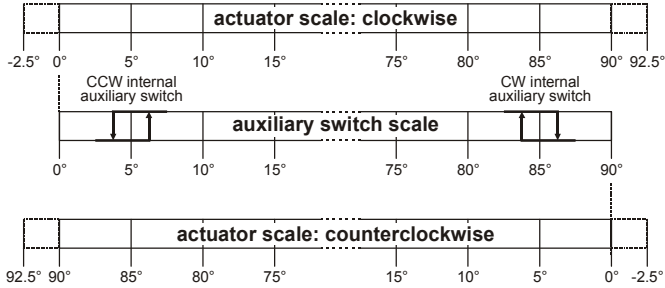 actuator scale: clockwise
-2.5° 0° 5° 10° 15° 75° 80° 85° 90° 92.5°
CCW internal
auxiliary switch
CW internal
auxiliary switch
auxiliary switch scale
0° 5° 10° 15° 75° 80° 85° 90°
actuator scale: counterclockwise
92.5° 90° 85° 80° 75° 15° 10° 5° 0° -2.5°